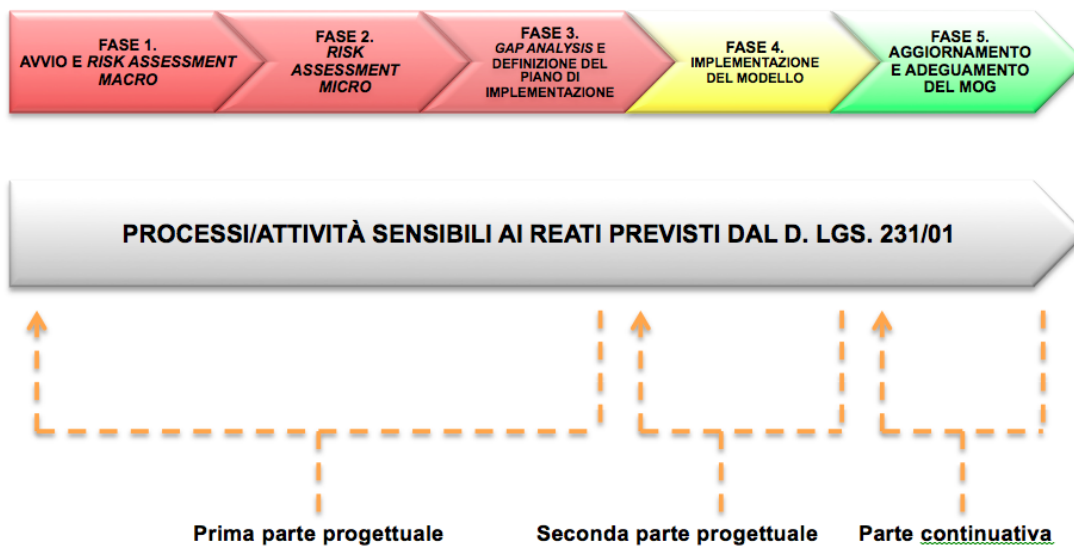 FASE 1.
AVVIO E RISK ASSESSMENT
MACRO
FASE 2.
RISK
ASSESSMENT
MICRO
FASE 3.
GAP ANALYSIS E
DEFINIZIONE DEL
PIANO DI
IMPLEMENTAZIONE
FASE 4.
IMPLEMENTAZIONE
DEL MODELLO
FASE 5.
AGGIORNAMENTO
E ADEGUAMENTO
DEL MOG
PROCESSI/ATTIVITÀ SENSIBILI AI REATI PREVISTI DAL D. LGS. 231/01
Prima parte progettuale
Seconda parte progettuale
Parte continuativa